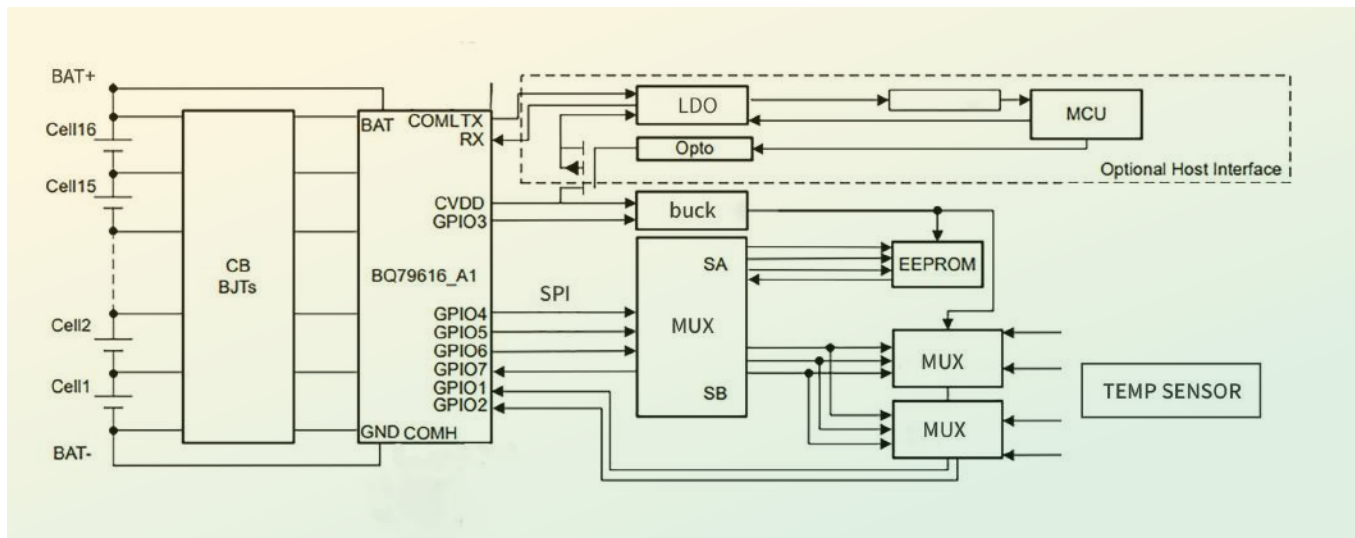 BAT+
Cell16
Cell15
Cell2
Cell1
BAT-
CB
BJTs
BAT
COMLTX
RX
CVDD
GPIO3
BQ79616_A1
GPIO4
GPIO5
GPIO6
GPIO7
GPIO1
GPIO2
GND COMH
SPI
LDO
Opto
MCU
Optional Host Interface
buck
SA
MUX
SB
EEPROM
MUX
MUX
TEMP SENSOR